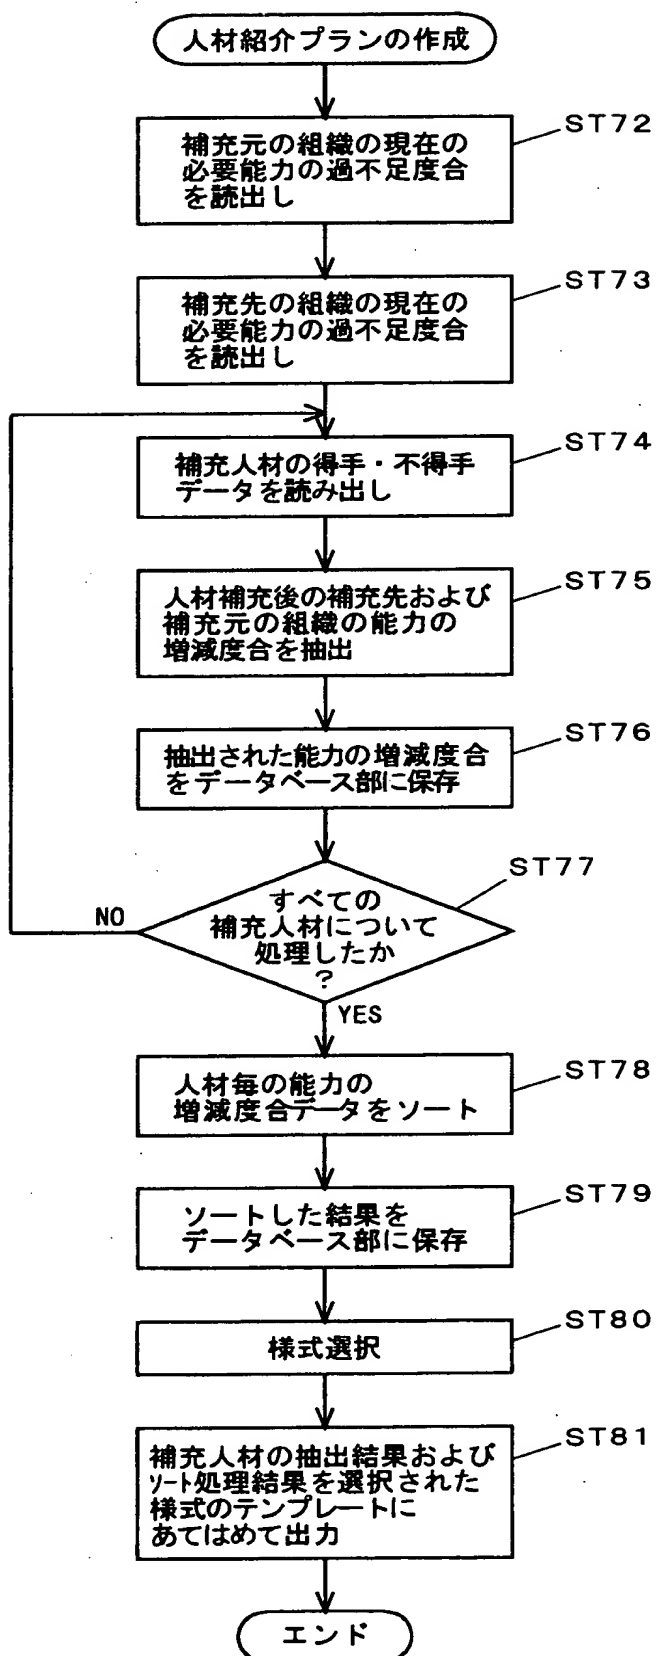 人材紹介プランの作成
ST72
補充元の組織の現在の
必要能力の過不足度合
を読出し
ST73
補充先の組織の現在の
必要能力の過不足度合
を読出し
ST74
補充人材の得手・不得手
データを読み出し
ST75
人材補充後の補充先および
補充元の組織の能力の
増減度合を抽出
ST76
抽出された能力の増減度合
をデータベース部に保存
ST77
すべての
補充人材について
処理したか
?
NO
YES
ST78
人材毎の能力の
増減度合データをソート
ST79
ソートした結果を
データベース部に保存
ST80
様式選択
ST81
補充人材の抽出結果および
ソート処理結果を選択された
様式のテンプレートに
あてはめて出力
エンド